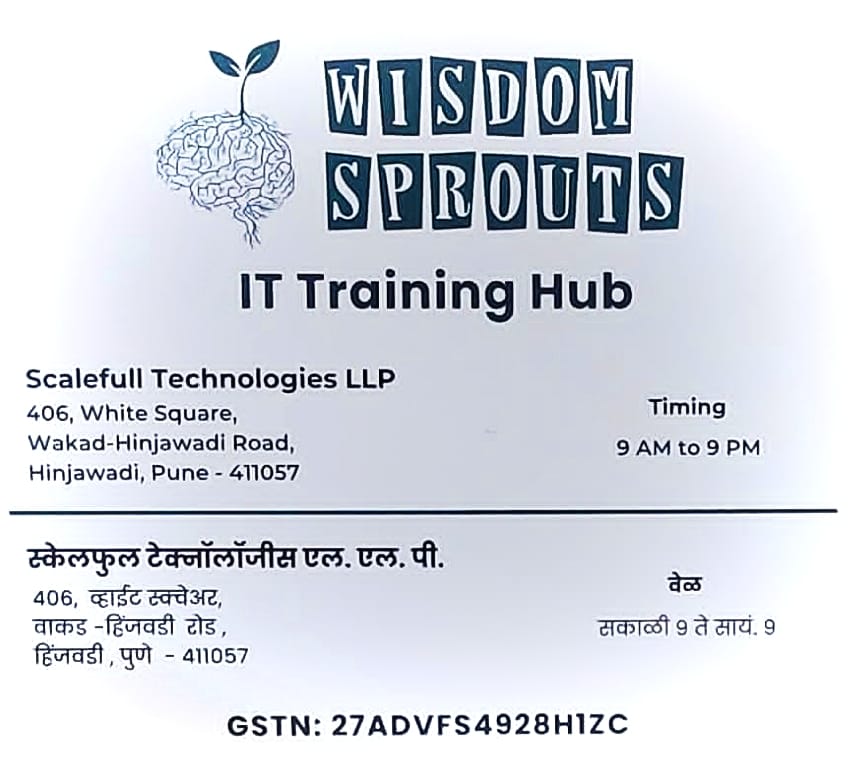 WISDOM
SPROUTS
IT Training Hub
Scalefull Technologies LLP
406, White Square,
Wakad-Hinjawadi Road,
Hinjawadi, Pune - 411057
Timing
9 AM to 9 PM
स्केलफुल टेक्नॉलॉजीस एल. एल. पी.
406, व्हाईट स्क्वेअर,
वाकड -हिंजवडी रोड ,
हिंजवडी , पुणे - 411057
वेळ
सकाळी 9 ते सायं. 9
GSTN: 27ADVFS4928H1ZC